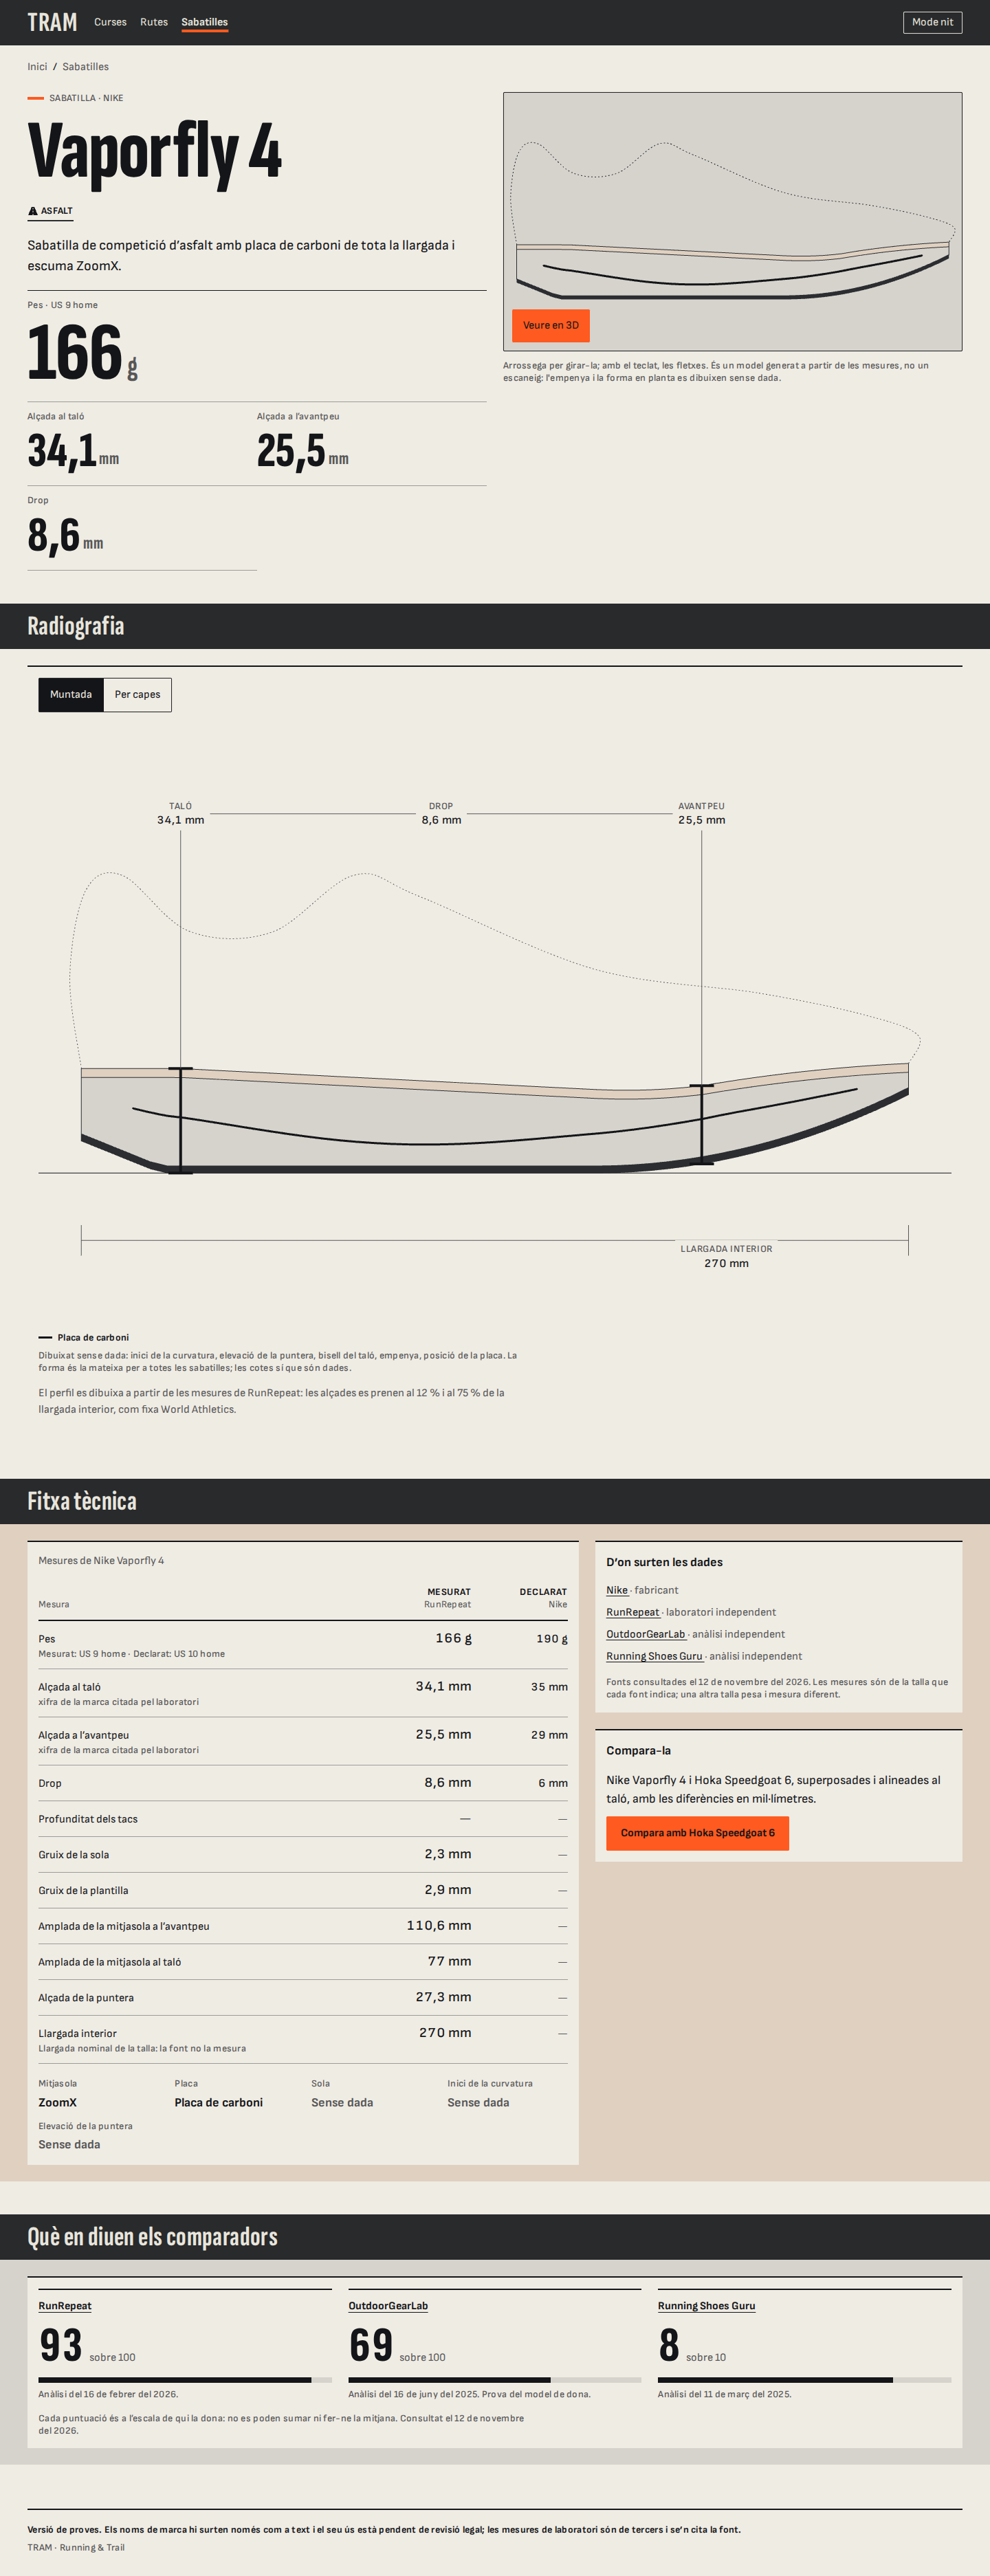 TRAM Curses Rutes Sabatilles Mode nit
Inici / Sabatilles
SABATILLA · NIKE
Vaporfly 4
ASFALT
Sabatilla de competició d’asfalt amb placa de carboni de tota la llargada i
escuma ZoomX.
Pes · US 9 home
166 g
Alçada al taló
34,1 mm
Alçada a l’avantpeu
25,5 mm
Drop
8,6 mm
Veure en 3D
Arrossega per girar-la; amb el teclat, les fletxes. És un model generat a partir de les mesures, no un
escaneig: l’empenya i la forma en planta es dibuixen sense dada.
Radiografia
Muntada Per capes
TALÓ DROP AVANTPEU
34,1 mm 8,6 mm 25,5 mm
LLARGADA INTERIOR
270 mm
Placa de carboni
Dibuixat sense dada: inici de la curvatura, elevació de la puntera, bisell del taló, empenya, posició de la placa. La
forma és la mateixa per a totes les sabatilles; les cotes sí que són dades.
El perfil es dibuixa a partir de les mesures de RunRepeat: les alçades es prenen al 12 % i al 75 % de la
llargada interior, com fixa World Athletics.
Fitxa tècnica
Mesures de Nike Vaporfly 4
MESURAT DECLARAT
Mesura RunRepeat Nike
Pes 166 g 190 g
Mesurat: US 9 home · Declarat: US 10 home
Alçada al taló 34,1 mm 35 mm
xifra de la marca citada pel laboratori
Alçada a l’avantpeu 25,5 mm 29 mm
xifra de la marca citada pel laboratori
Drop 8,6 mm 6 mm
Profunditat dels tacs — —
Gruix de la sola 2,3 mm —
Gruix de la plantilla 2,9 mm —
Amplada de la mitjasola a l’avantpeu 110,6 mm —
Amplada de la mitjasola al taló 77 mm —
Alçada de la puntera 27,3 mm —
Llargada interior 270 mm —
Llargada nominal de la talla: la font no la mesura
Mitjasola Placa Sola Inici de la curvatura
ZoomX Placa de carboni Sense dada Sense dada
Elevació de la puntera
Sense dada
D’on surten les dades
Nike · fabricant
RunRepeat · laboratori independent
OutdoorGearLab · anàlisi independent
Running Shoes Guru · anàlisi independent
Fonts consultades el 12 de novembre del 2026. Les mesures són de la talla que
cada font indica; una altra talla pesa i mesura diferent.
Compara-la
Nike Vaporfly 4 i Hoka Speedgoat 6, superposades i alineades al
taló, amb les diferències en mil·límetres.
Compara amb Hoka Speedgoat 6
Què en diuen els comparadors
RunRepeat
93 sobre 100
Anàlisi del 16 de febrer del 2026.
OutdoorGearLab
69 sobre 100
Anàlisi del 16 de juny del 2025. Prova del model de dona.
Running Shoes Guru
8 sobre 10
Anàlisi del 11 de març del 2025.
Cada puntuació és a l’escala de qui la dona: no es poden sumar ni fer-ne la mitjana. Consultat el 12 de novembre
del 2026.
Versió de proves. Els noms de marca hi surten només com a text i el seu ús està pendent de revisió legal; les mesures de laboratori són de tercers i se’n cita la font.
TRAM · Running & Trail